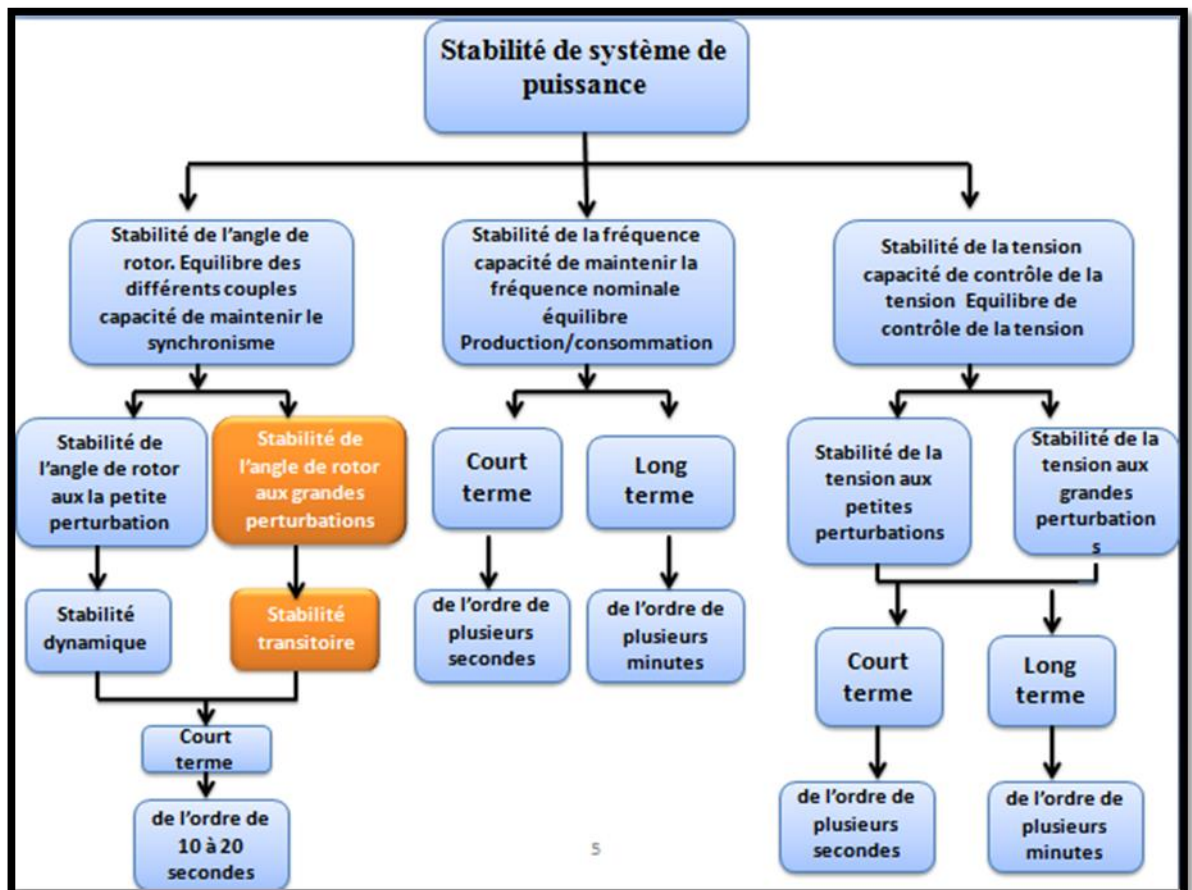 Stabilité de système de
puissance
Stabilité de l'angle de
rotor. Equilibre des
différents couples
capacité de maintenir le
synchronisme
Stabilité de la fréquence
capacité de maintenir la
fréquence nominale
équilibre
Production/consommation
Stabilité de la tension
capacité de contrôle de la
tension Equilibre de
contrôle de la tension
Stabilité de
l'angle de rotor
aux la petite
perturbation
Stabilité de
l'angle de rotor
aux grandes
perturbations
Court
terme
Long
terme
Stabilité de la
tension aux
petites
perturbations
Stabilité de la
tension aux
grandes
perturbation
s
Stabilité
dynamique
Stabilité
transitoire
de l'ordre de
plusieurs
secondes
de l'ordre de
plusieurs
minutes
Court
terme
Long
terme
Court
terme
de l'ordre de
10 à 20
secondes
de l'ordre de
plusieurs
secondes
de l'ordre de
plusieurs
minutes
5